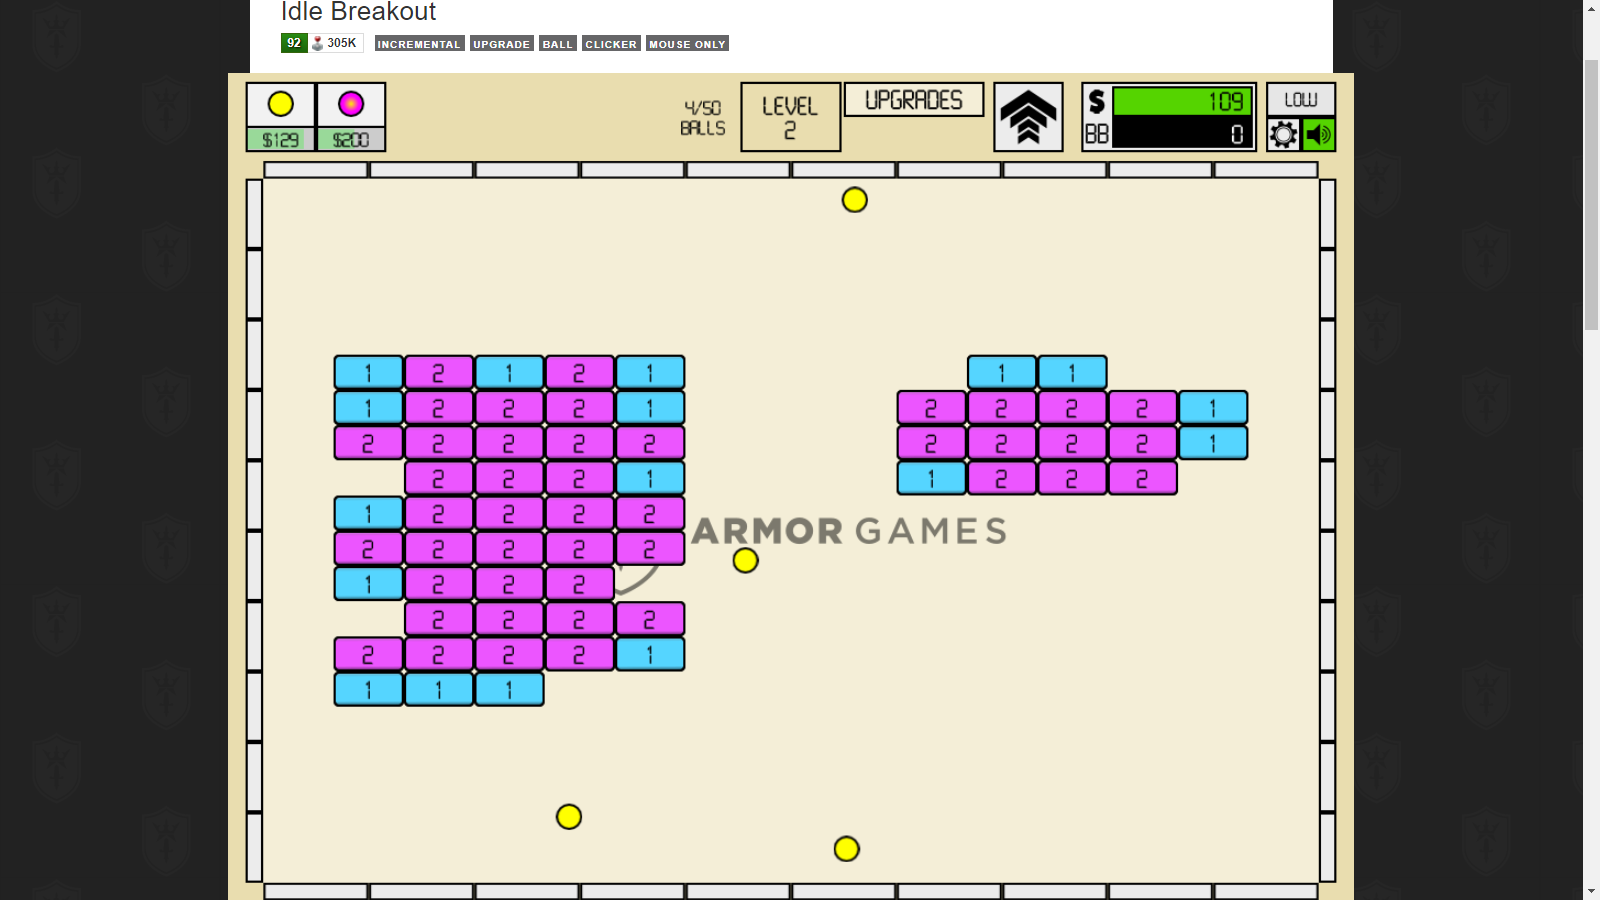 Idle Breakout
92 305K INCREMENTAL UPGRADE BALL CLICKER MOUSE ONLY
$129 $200
4/50 BALLS
LEVEL 2
UPGRADES
$ 109
BB 0
LOW
1 2 1 2 1 1 1
1 2 2 2 1 2 2 2 2 1
2 2 2 2 2 2 2 2 2 1
2 2 2 1 1 2 2 2
1 2 2 2 2
ARMOR GAMES
2 2 2 2 2
1 2 2 2
2 2 2 2
2 2 2 2 1
1 1 1